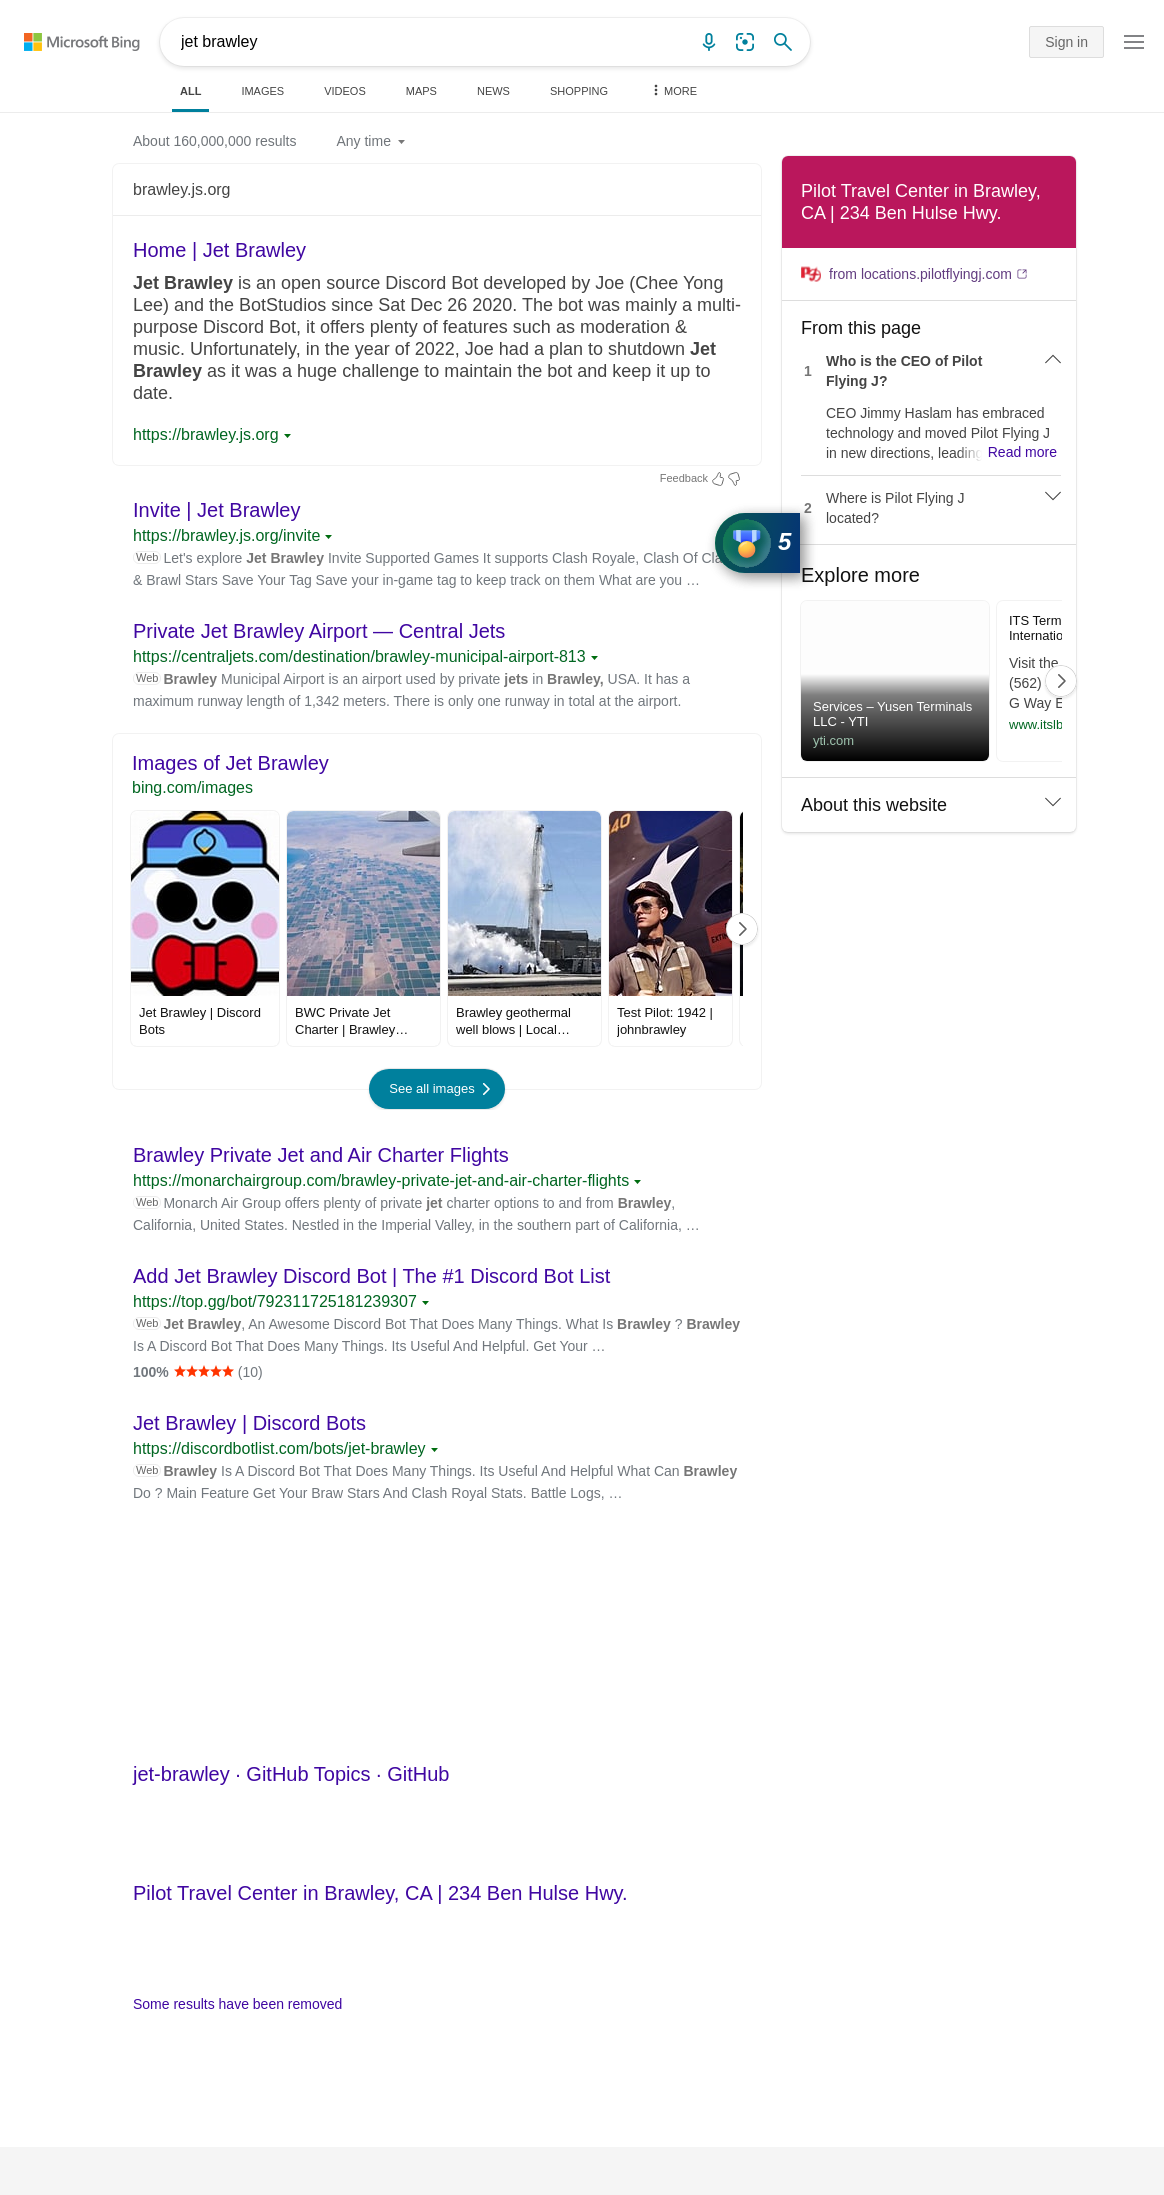 Microsoft Bing
jet brawley
Sign in
ALL
IMAGES
VIDEOS
MAPS
NEWS
SHOPPING
MORE
About 160,000,000 results
Any time
brawley.js.org
Home | Jet Brawley
Jet Brawley is an open source Discord Bot developed by Joe (Chee Yong
Lee) and the BotStudios since Sat Dec 26 2020. The bot was mainly a multi-
purpose Discord Bot, it offers plenty of features such as moderation &
music. Unfortunately, in the year of 2022, Joe had a plan to shutdown Jet
Brawley as it was a huge challenge to maintain the bot and keep it up to
date.
https://brawley.js.org
Feedback
Invite | Jet Brawley
https://brawley.js.org/invite
Web Let's explore Jet Brawley Invite Supported Games It supports Clash Royale, Clash Of
& Brawl Stars Save Your Tag Save your in-game tag to keep track on them What are you …
Private Jet Brawley Airport — Central Jets
https://centraljets.com/destination/brawley-municipal-airport-813
Web Brawley Municipal Airport is an airport used by private jets in Brawley, USA. It has a
maximum runway length of 1,342 meters. There is only one runway in total at the airport.
Images of Jet Brawley
bing.com/images
40
EXTIN
Jet Brawley | Discord
Bots
BWC Private Jet
Charter | Brawley…
Brawley geothermal
well blows | Local…
Test Pilot: 1942 |
johnbrawley
See all images
Brawley Private Jet and Air Charter Flights
https://monarchairgroup.com/brawley-private-jet-and-air-charter-flights
Web Monarch Air Group offers plenty of private jet charter options to and from Brawley,
California, United States. Nestled in the Imperial Valley, in the southern part of California, …
Add Jet Brawley Discord Bot | The #1 Discord Bot List
https://top.gg/bot/792311725181239307
Web Jet Brawley, An Awesome Discord Bot That Does Many Things. What Is Brawley ? Brawley
Is A Discord Bot That Does Many Things. Its Useful And Helpful. Get Your …
100% ★★★★★ (10)
Jet Brawley | Discord Bots
https://discordbotlist.com/bots/jet-brawley
Web Brawley Is A Discord Bot That Does Many Things. Its Useful And Helpful What Can Brawley
Do ? Main Feature Get Your Braw Stars And Clash Royal Stats. Battle Logs, …
jet-brawley · GitHub Topics · GitHub
Pilot Travel Center in Brawley, CA | 234 Ben Hulse Hwy.
Some results have been removed
Pilot Travel Center in Brawley,
CA | 234 Ben Hulse Hwy.
from locations.pilotflyingj.com
From this page
1 Who is the CEO of Pilot
Flying J?
CEO Jimmy Haslam has embraced
technology and moved Pilot Flying J
in new directions, leading Read more
2 Where is Pilot Flying J
located?
5
Explore more
Services – Yusen Terminals
LLC - YTI
yti.com
ITS Term
Internatio
Visit the
(562)
G Way
www.itslb
About this website